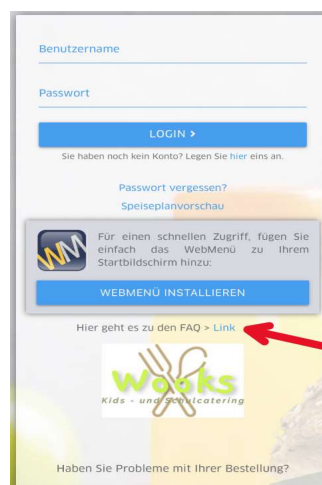 Benutzername
Passwort
LOGIN >
Sie haben noch kein Konto? Legen Sie hier eins an.
Passwort vergessen?
Speiseplanvorschau
WM
Für einen schnellen Zugriff, fügen Sie
einfach das WebMenü zu Ihrem
Startbildschirm hinzu:
WEBMENÜ INSTALLIEREN
Hier geht es zu den FAQ > Link
Wooks
Kids - und Schulcatering
Haben Sie Probleme mit Ihrer Bestellung?